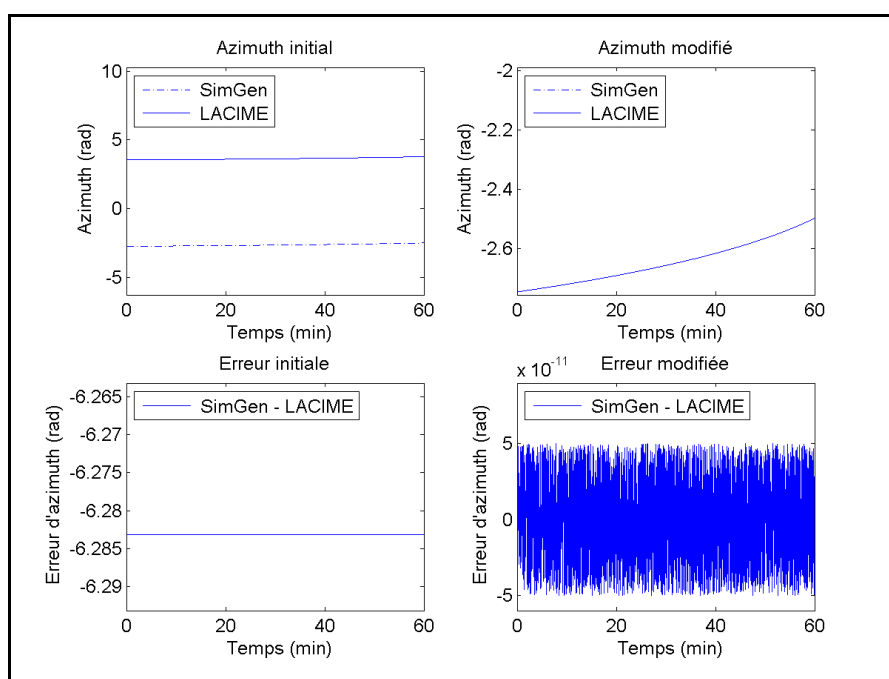 Azimuth initial
10
5
0
-5
Azimuth (rad)
SimGen
LACIME
0 20 40 60
Temps (min)
Azimuth modifié
-2
-2.2
-2.4
-2.6
Azimuth (rad)
SimGen
LACIME
0 20 40 60
Temps (min)
Erreur initiale
-6.265
-6.27
-6.275
-6.28
-6.285
-6.29
Erreur d'azimuth (rad)
SimGen - LACIME
0 20 40 60
Temps (min)
Erreur modifiée
x 10^-11
5
0
-5
Erreur d'azimuth (rad)
SimGen - LACIME
0 20 40 60
Temps (min)